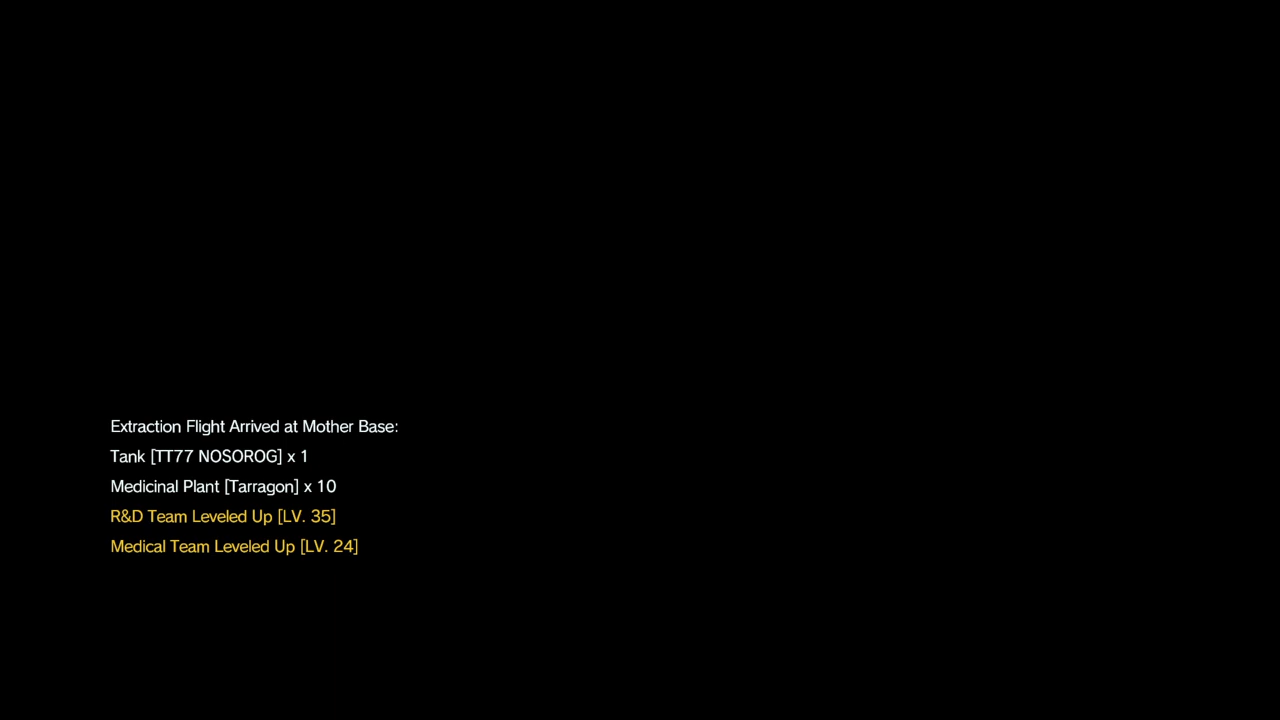 Extraction Flight Arrived at Mother Base:
Tank [TT77 NOSOROG] x 1
Medicinal Plant [Tarragon] x 10
R&D Team Leveled Up [LV. 35]
Medical Team Leveled Up [LV. 24]